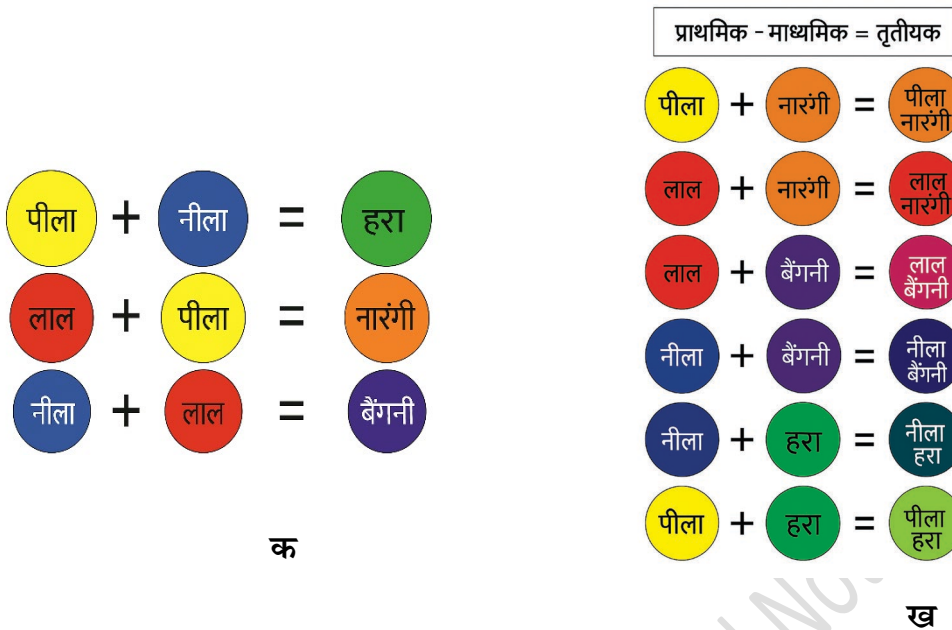 पीला + नीला = हरा
लाल + पीला = नारंगी
नीला + लाल = बैंगनी
क
प्राथमिक - माध्यमिक = तृतीयक
पीला + नारंगी = पीला नारंगी
लाल + नारंगी = लाल नारंगी
लाल + बैंगनी = लाल बैंगनी
नीला + बैंगनी = नीला बैंगनी
नीला + हरा = नीला हरा
पीला + हरा = पीला हरा
ख